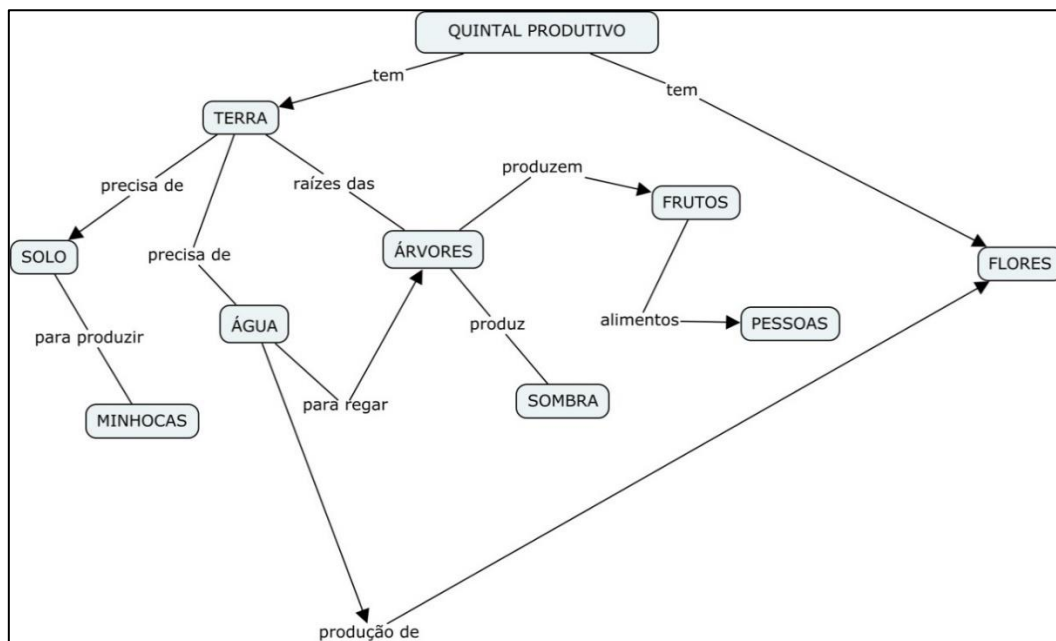 QUINTAL PRODUTIVO
tem
tem
TERRA
precisa de
raízes das
produzem
FRUTOS
SOLO
precisa de
ÁRVORES
FLORES
para produzir
ÁGUA
produz
alimentos
PESSOAS
MINHOCAS
para regar
SOMBRA
produção de